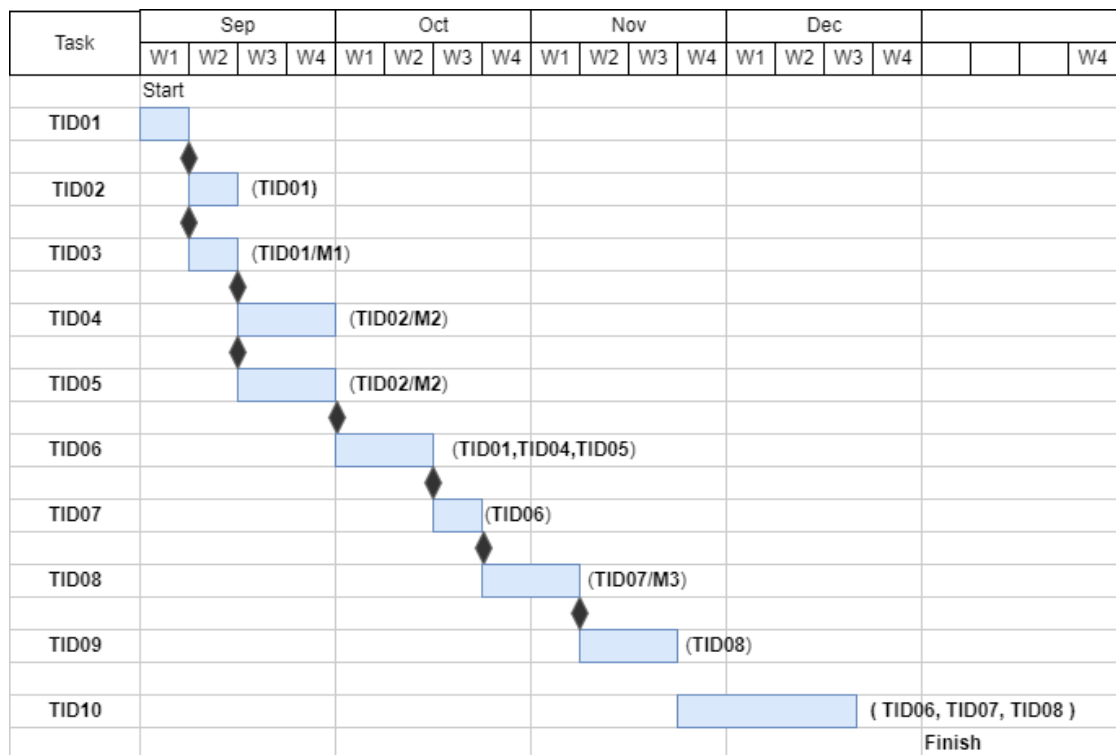 Task Sep Oct Nov Dec
W1 W2 W3 W4 W1 W2 W3 W4 W1 W2 W3 W4 W1 W2 W3 W4 W4
Start
TID01
TID02 (TID01)
TID03 (TID01/M1)
TID04 (TID02/M2)
TID05 (TID02/M2)
TID06 (TID01,TID04,TID05)
TID07 (TID06)
TID08 (TID07/M3)
TID09 (TID08)
TID10 ( TID06, TID07, TID08 )
Finish